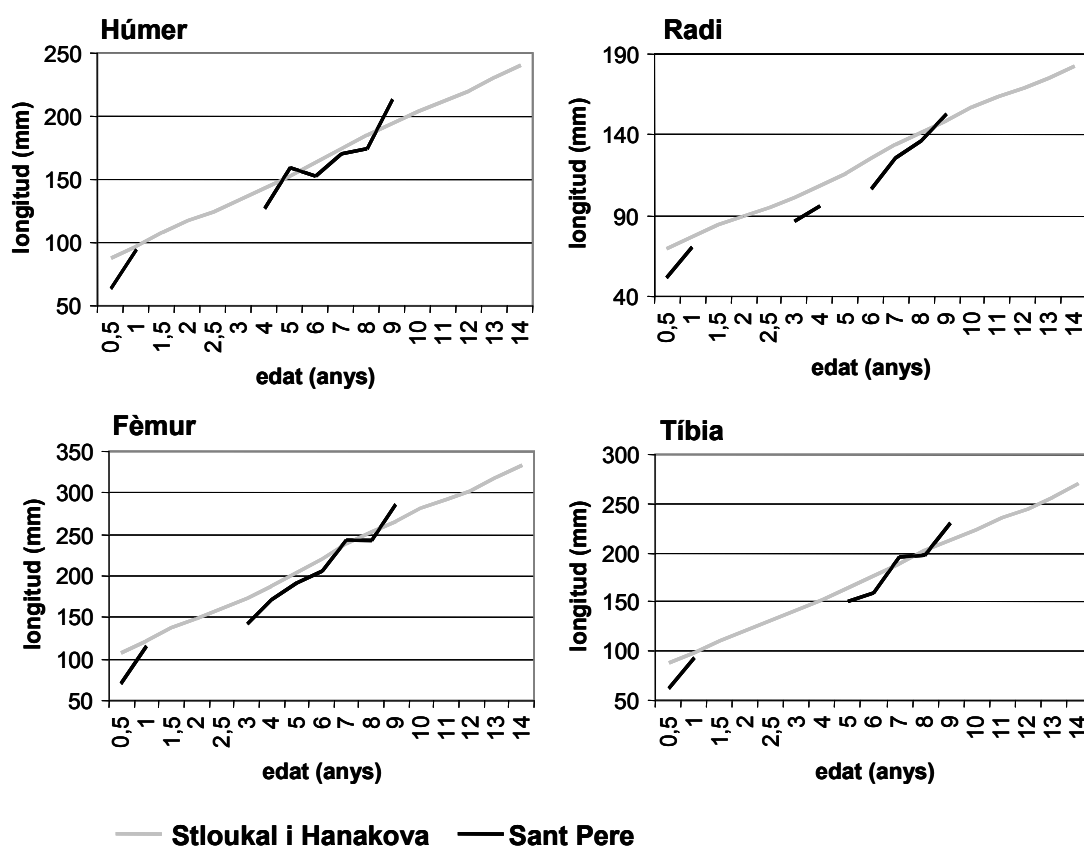 Húmer
250
200
150
100
50
longitud (mm)
0,5 1 1,5 2 2,5 3 4 5 6 7 8 9 10 11 12 13 14
edat (anys)
Radi
190
140
90
40
longitud (mm)
0,5 1 1,5 2 2,5 3 4 5 6 7 8 9 10 11 12 13 14
edat (anys)
Fèmur
350
300
250
200
150
100
50
longitud (mm)
0,5 1 1,5 2 2,5 3 4 5 6 7 8 9 10 11 12 13 14
edat (anys)
Tíbia
300
250
200
150
100
50
longitud (mm)
0,5 1 1,5 2 2,5 3 4 5 6 7 8 9 10 11 12 13 14
edat (anys)
Stloukal i Hanakova Sant Pere